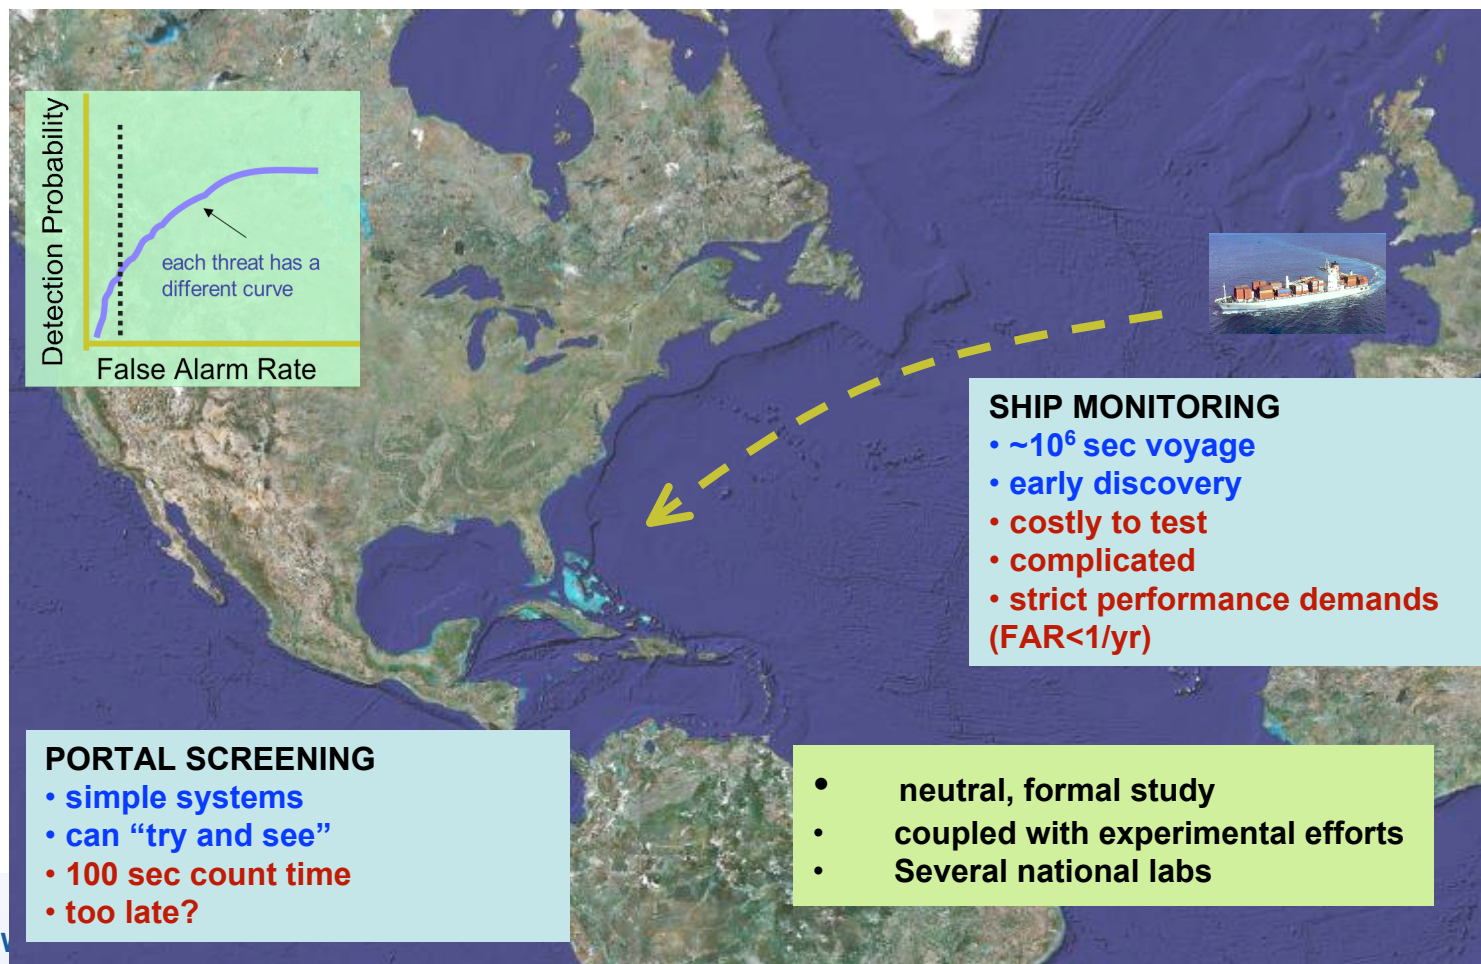 Detection Probability
each threat has a
different curve
False Alarm Rate
SHIP MONITORING
• ~10⁶ sec voyage
• early discovery
• costly to test
• complicated
• strict performance demands
(FAR<1/yr)
PORTAL SCREENING
• simple systems
• can “try and see”
• 100 sec count time
• too late?
• neutral, formal study
• coupled with experimental efforts
• Several national labs